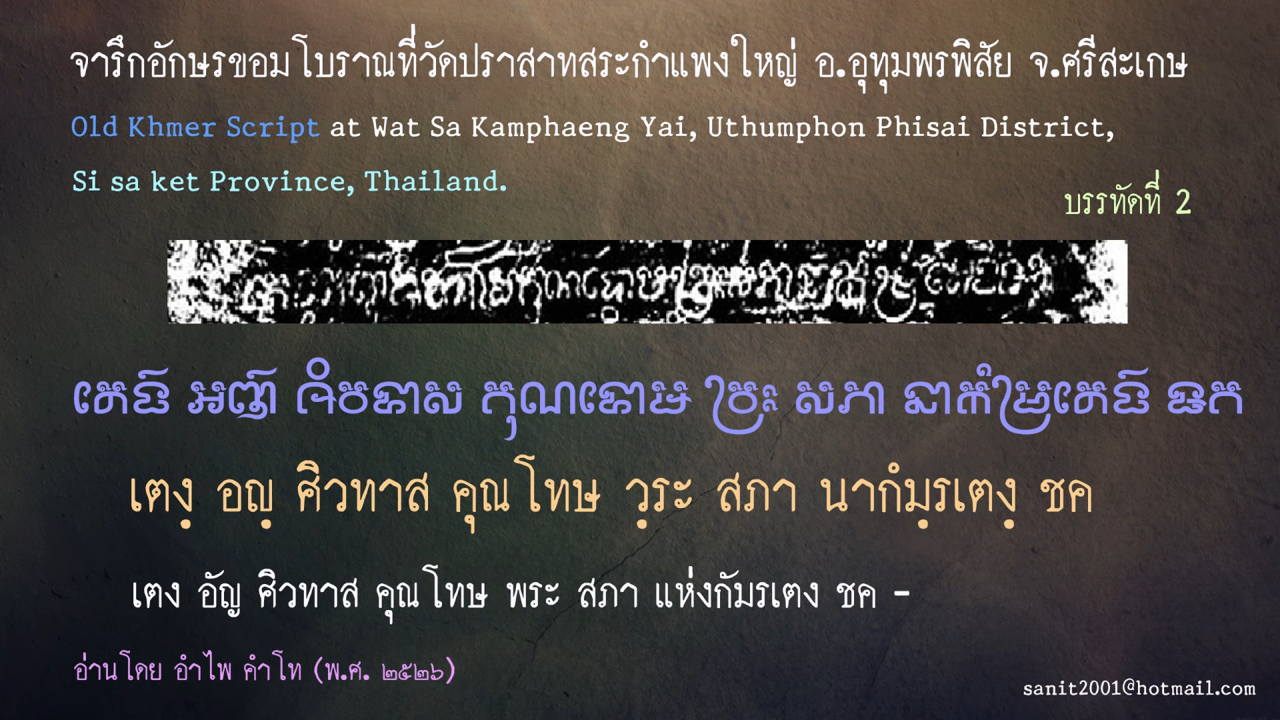 จารึกอักษรขอมโบราณที่วัดปราสาทสระกำแพงใหญ่ อ.อุทุมพรพิสัย จ.ศรีสะเกษ
Old Khmer Script at Wat Sa Kamphaeng Yai, Uthumphon Phisai District,
Si sa ket Province, Thailand.
บรรทัดที่ 2
เตงฺ อญฺ ศิวทาส คุณโทษ วฺระ สภา นากํมฺรเตงฺ ชค
เตง อัญ ศิวทาส คุณโทษ พระ สภา แห่งกัมรเตง ชค -
อ่านโดย อำไพ คำโท (พ.ศ. ๒๕๒๖)
sanit2001@hotmail.com